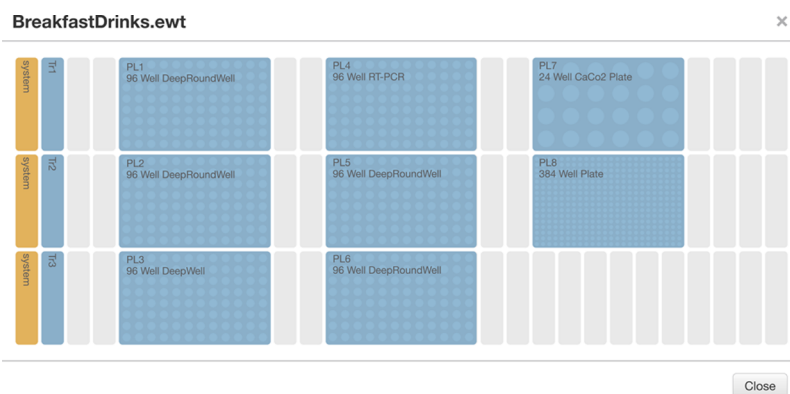 BreakfastDrinks.ewt
×
system
Tr1
PL1
96 Well DeepRoundWell
PL4
96 Well RT-PCR
PL7
24 Well CaCo2 Plate
system
Tr2
PL2
96 Well DeepRoundWell
PL5
96 Well DeepRoundWell
PL8
384 Well Plate
system
Tr3
PL3
96 Well DeepWell
PL6
96 Well DeepRoundWell
Close